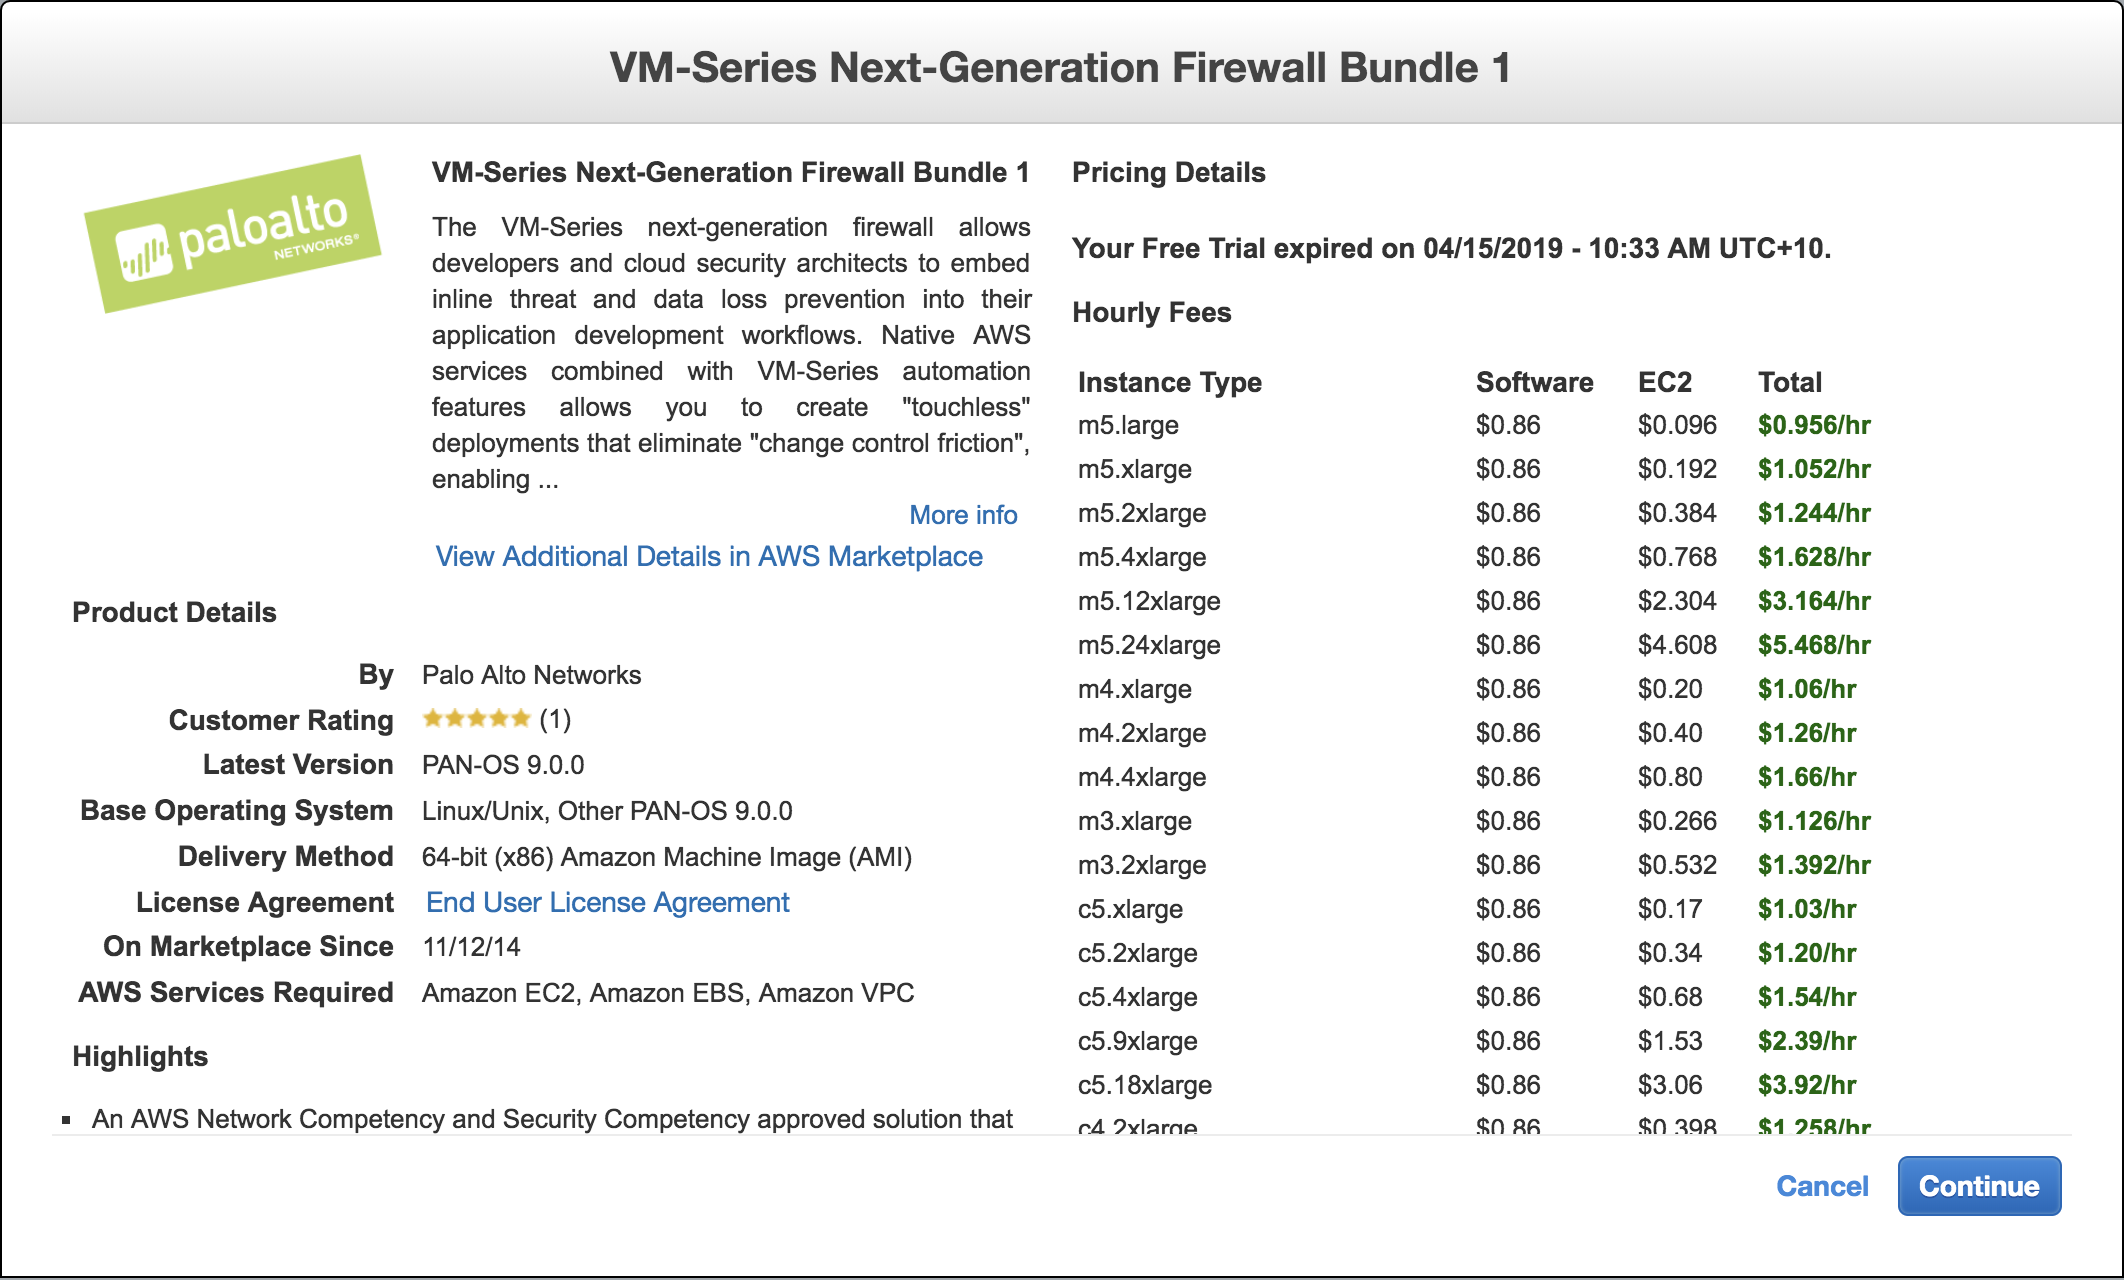 VM-Series Next-Generation Firewall Bundle 1
paloalto
NETWORKS®
VM-Series Next-Generation Firewall Bundle 1
The VM-Series next-generation firewall allows
developers and cloud security architects to embed
inline threat and data loss prevention into their
application development workflows. Native AWS
services combined with VM-Series automation
features allows you to create "touchless"
deployments that eliminate "change control friction",
enabling ...
More info
View Additional Details in AWS Marketplace
Product Details
By Palo Alto Networks
Customer Rating (1)
Latest Version PAN-OS 9.0.0
Base Operating System Linux/Unix, Other PAN-OS 9.0.0
Delivery Method 64-bit (x86) Amazon Machine Image (AMI)
License Agreement End User License Agreement
On Marketplace Since 11/12/14
AWS Services Required Amazon EC2, Amazon EBS, Amazon VPC
Highlights
▪ An AWS Network Competency and Security Competency approved solution that
Pricing Details
Your Free Trial expired on 04/15/2019 - 10:33 AM UTC+10.
Hourly Fees
Instance Type Software EC2 Total
m5.large $0.86 $0.096 $0.956/hr
m5.xlarge $0.86 $0.192 $1.052/hr
m5.2xlarge $0.86 $0.384 $1.244/hr
m5.4xlarge $0.86 $0.768 $1.628/hr
m5.12xlarge $0.86 $2.304 $3.164/hr
m5.24xlarge $0.86 $4.608 $5.468/hr
m4.xlarge $0.86 $0.20 $1.06/hr
m4.2xlarge $0.86 $0.40 $1.26/hr
m4.4xlarge $0.86 $0.80 $1.66/hr
m3.xlarge $0.86 $0.266 $1.126/hr
m3.2xlarge $0.86 $0.532 $1.392/hr
c5.xlarge $0.86 $0.17 $1.03/hr
c5.2xlarge $0.86 $0.34 $1.20/hr
c5.4xlarge $0.86 $0.68 $1.54/hr
c5.9xlarge $0.86 $1.53 $2.39/hr
c5.18xlarge $0.86 $3.06 $3.92/hr
c4.2xlarge $0.86 $0.398 $1.258/hr
Cancel Continue